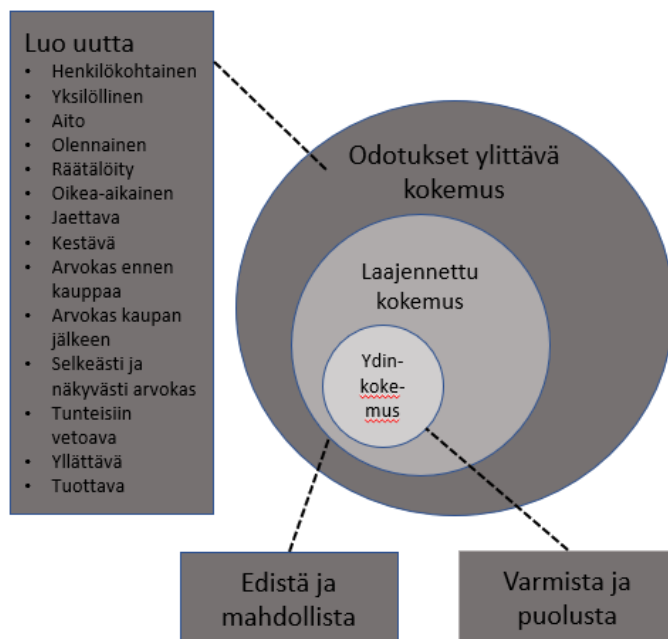 Luo uutta
• Henkilökohtainen
• Yksilöllinen
• Aito
• Olennainen
• Räätälöity
• Oikea-aikainen
• Jaettava
• Kestävä
• Arvokas ennen
kauppaa
• Arvokas kaupan
jälkeen
• Selkeästi ja
näkyvästi arvokas
• Tunteisiin
vetoava
• Yllättävä
• Tuottava
Odotukset ylittävä
kokemus
Laajennettu
kokemus
Ydin-
koke-
mus
Edistä ja
mahdollista
Varmista ja
puolusta